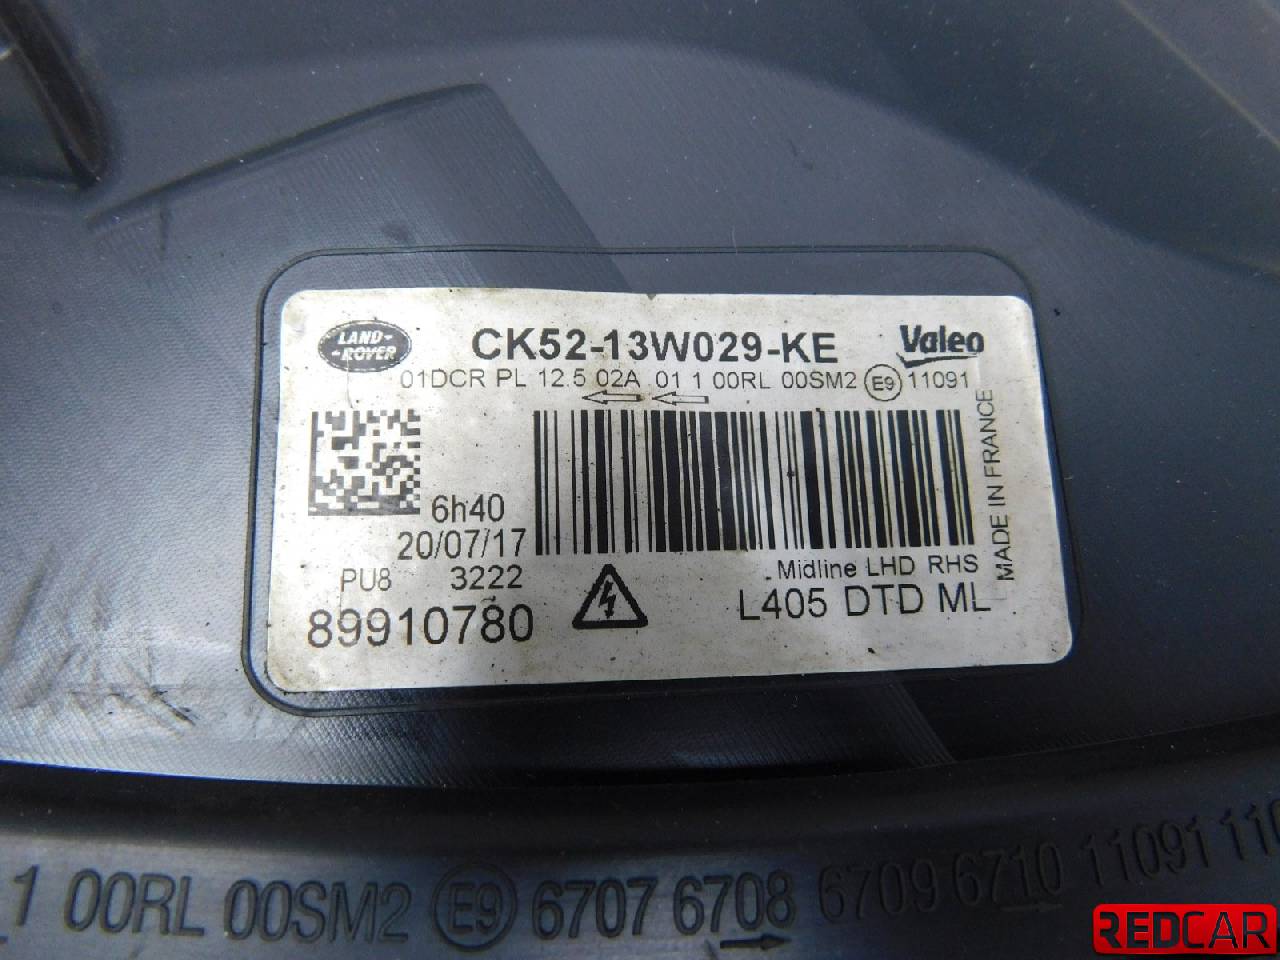 LAND-
-ROVER
CK52-13W029-KE
Valeo
01DCR PL 12.5 02A 01 1 00RL 00SM2 E9 11091
6h40
20/07/17
PU8 3222
89910780
MADE IN FRANCE
Midline LHD RHS
L405 DTD ML
1 00RL 00SM2 E9 6707 6708 6709 6710 11091
REDCAR